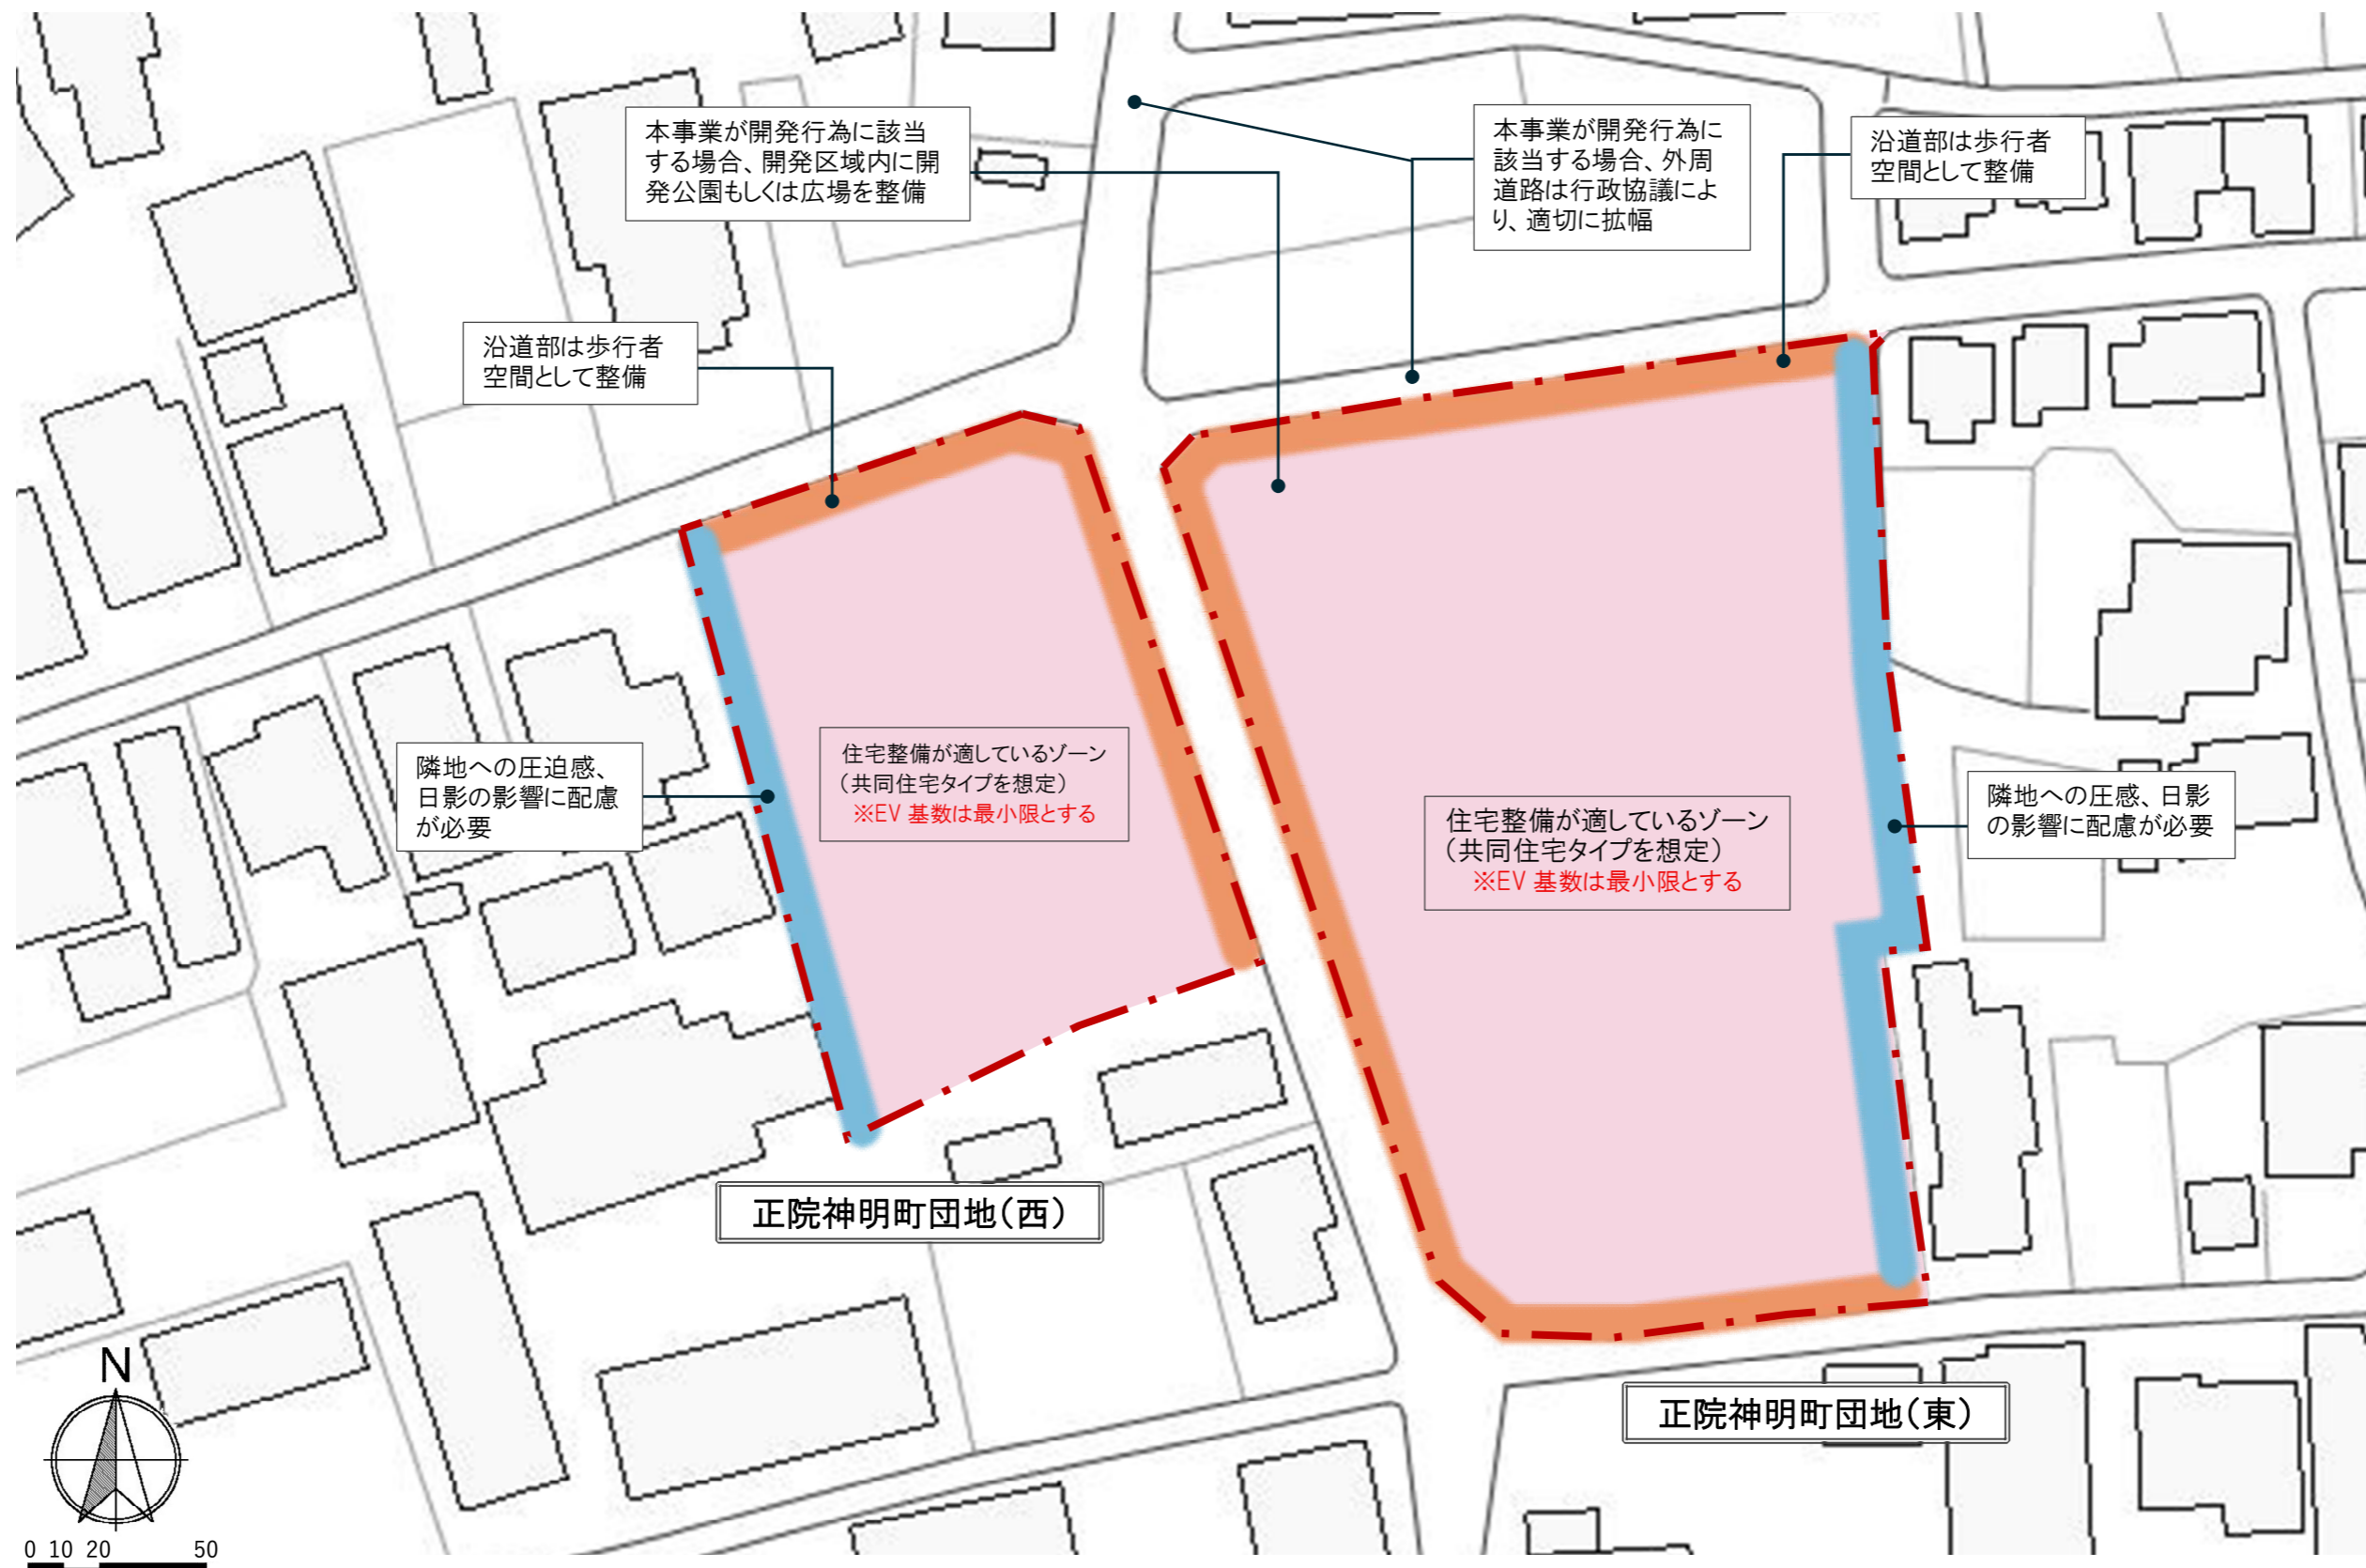 本事業が開発行為に該当
する場合、開発区域内に開
発公園もしくは広場を整備
本事業が開発行為に
該当する場合、外周
道路は行政協議によ
り、適切に拡幅
沿道部は歩行者
空間として整備
沿道部は歩行者
空間として整備
隣地への圧迫感、
日影の影響に配慮
が必要
住宅整備が適しているゾーン
（共同住宅タイプを想定）
※EV 基数は最小限とする
住宅整備が適しているゾーン
（共同住宅タイプを想定）
※EV 基数は最小限とする
隣地への圧感、日影
の影響に配慮が必要
正院神明町団地（西）
正院神明町団地（東）
N
0 10 20 50